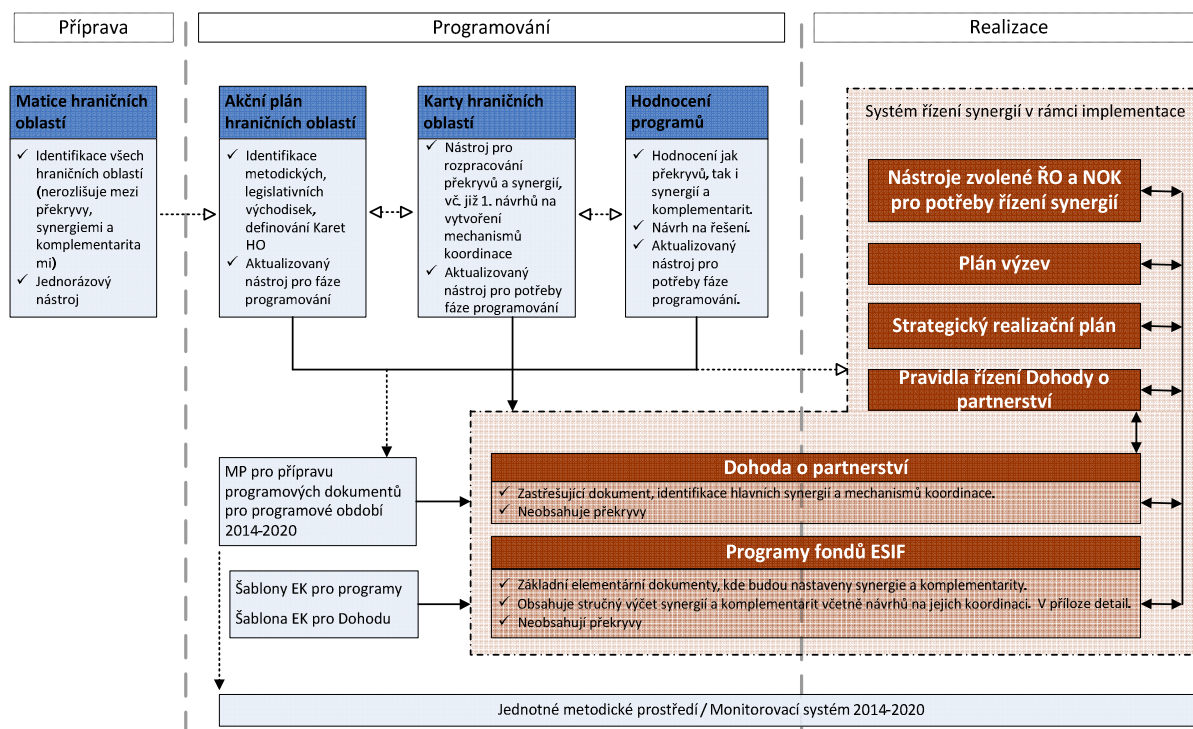 Příprava
Programování
Realizace
Matice hraničních
oblastí
✓ Identifikace všech
hraničních oblastí
(nerozlišuje mezi
překryvy,
synergiemi a
komplementarita
mi)
✓ Jednorázový
nástroj
Akční plán
hraničních oblastí
✓ Identifikace
metodických,
legislativních
východisek,
definování Karet
HO
✓ Aktualizovaný
nástroj pro fáze
programování
Karty hraničních
oblastí
✓ Nástroj pro
rozpracování
překryvů a synergií,
vč. již 1. návrhů na
vytvoření
mechanismů
koordinace
✓ Aktualizovaný
nástroj pro potřeby
fáze programování
Hodnocení
programů
✓ Hodnocení jak
překryvů, tak i
synergií a
komplementarit.
✓ Návrh na řešení.
✓ Aktualizovaný
nástroj pro
potřeby fáze
programování.
Systém řízení synergií v rámci implementace
Nástroje zvolené ŘO a NOK
pro potřeby řízení synergií
Plán výzev
Strategický realizační plán
Pravidla řízení Dohody o
partnerství
MP pro přípravu
programových dokumentů
pro programové období
2014-2020
Dohoda o partnerství
✓ Zastřešující dokument, identifikace hlavních synergií a mechanismů koordinace.
✓ Neobsahuje překryvy
Šablony EK pro programy
Šablona EK pro Dohodu
Programy fondů ESIF
✓ Základní elementární dokumenty, kde budou nastaveny synergie a komplementarity.
✓ Obsahuje stručný výčet synergií a komplementarit včetně návrhů na jejich koordinaci. V příloze detail.
✓ Neobsahují překryvy
Jednotné metodické prostředí / Monitorovací systém 2014-2020